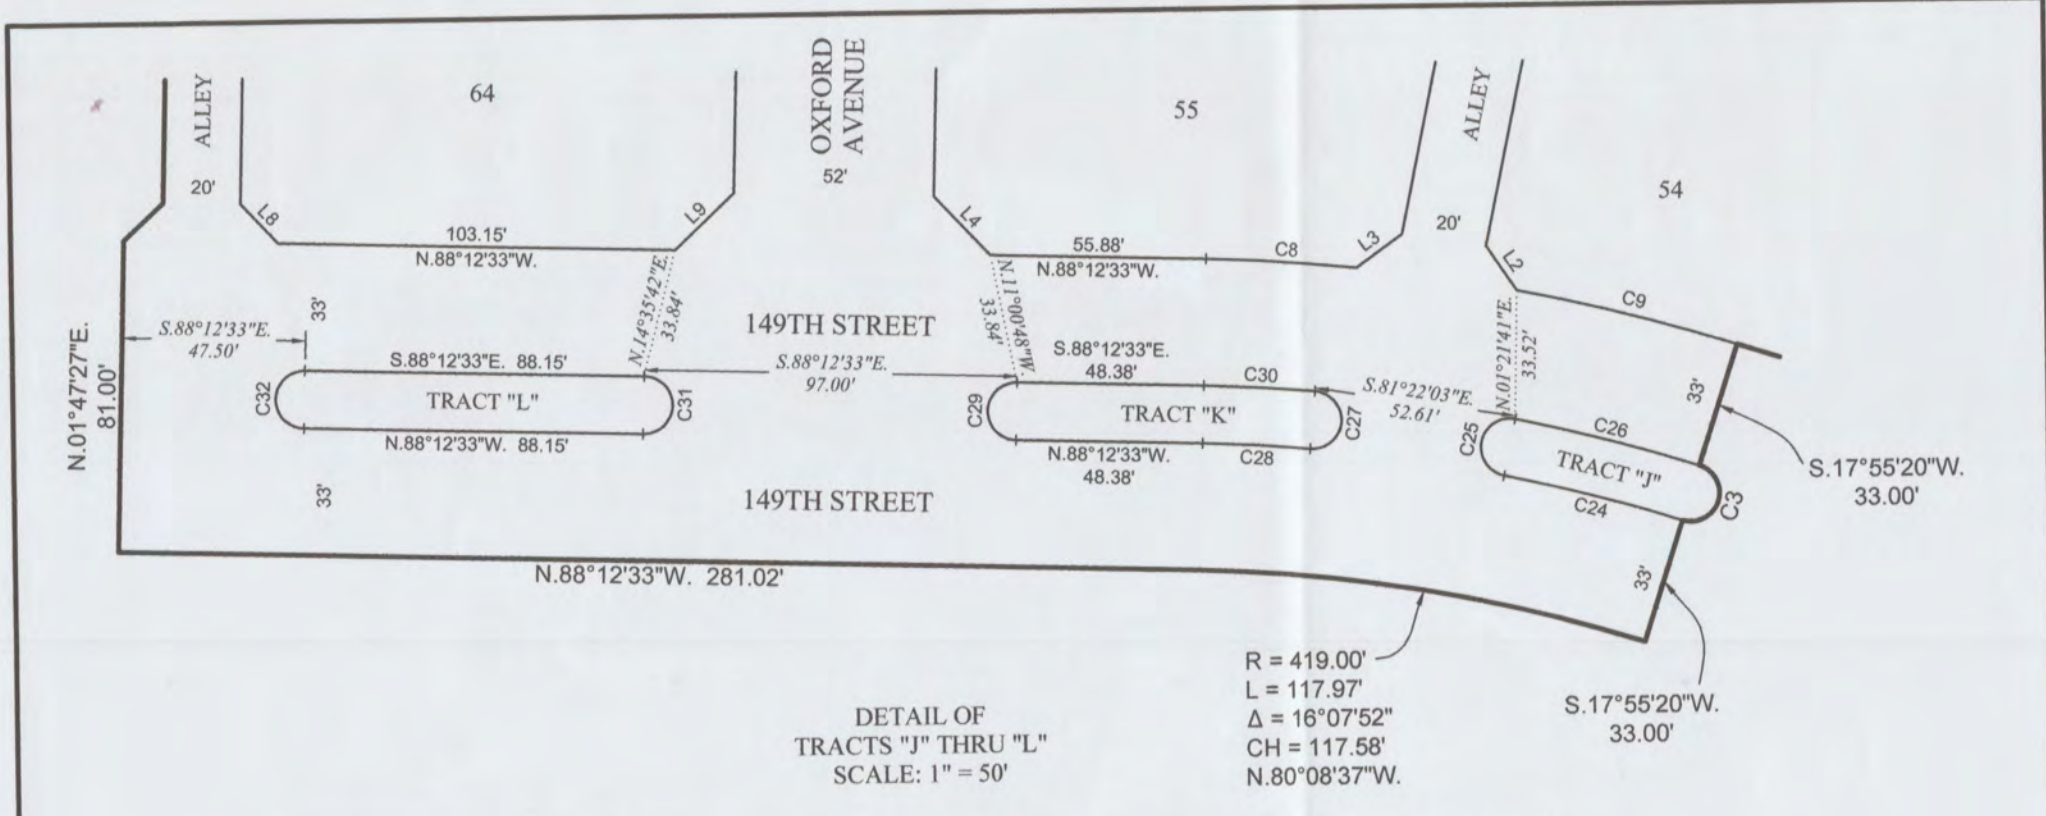 ALLEY
20'
64
OXFORD
AVENUE
52'
55
ALLEY
20'
54
L8
103.15'
N.88°12'33"W.
L9
L4
55.88'
N.88°12'33"W.
C8
L3
L2
C9
N.01°47'27"E.
81.00'
S.88°12'33"E.
47.50'
33'
N.14°35'42"E.
33.84'
149TH STREET
N.11°00'48"W.
33.84'
S.88°12'33"E.
97.00'
S.88°12'33"E. 88.15'
C32
TRACT "L"
C31
N.88°12'33"W. 88.15'
S.88°12'33"E.
48.38'
C30
C29
TRACT "K"
C27
N.88°12'33"W.
48.38'
C28
S.81°22'03"E.
52.61'
N.01°21'41"E.
33.52'
C25
C26
TRACT "J"
C24
C3
33'
S.17°55'20"W.
33.00'
33'
149TH STREET
33'
S.17°55'20"W.
33.00'
N.88°12'33"W. 281.02'
R = 419.00'
L = 117.97'
Δ = 16°07'52"
CH = 117.58'
N.80°08'37"W.
DETAIL OF
TRACTS "J" THRU "L"
SCALE: 1" = 50'